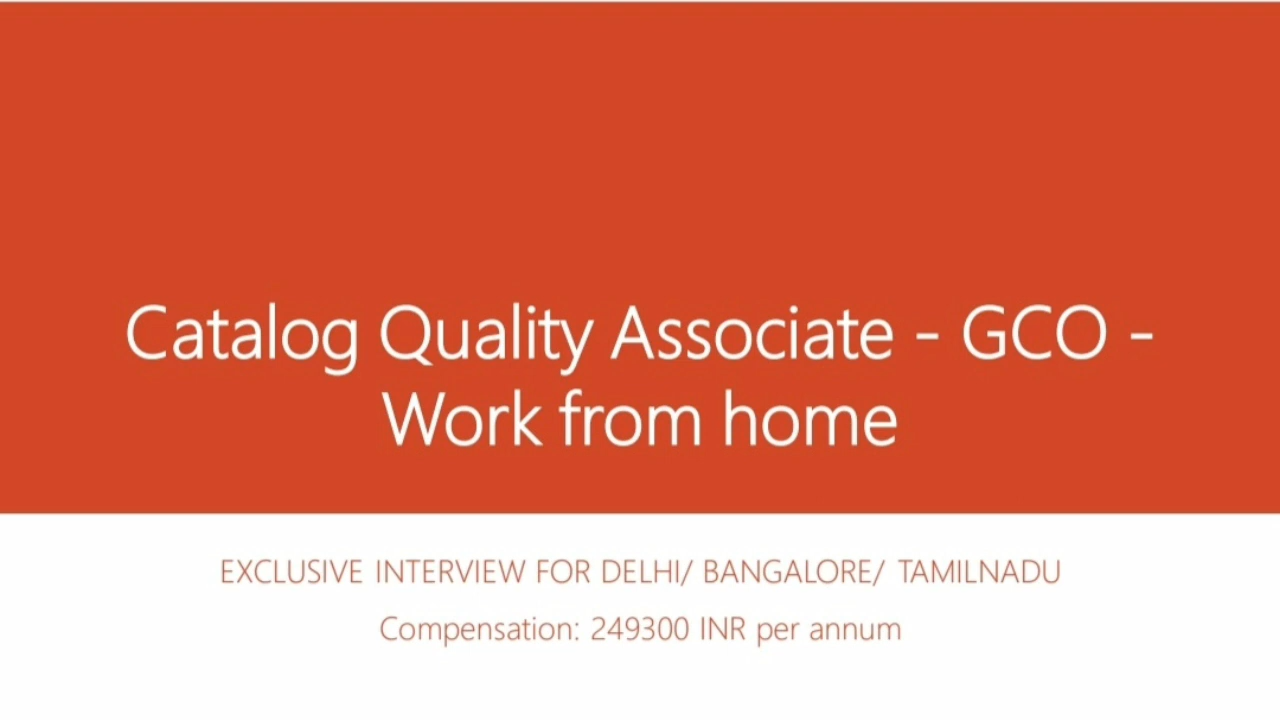 Catalog Quality Associate - GCO -
Work from home
EXCLUSIVE INTERVIEW FOR DELHI/ BANGALORE/ TAMILNADU
Compensation: 249300 INR per annum